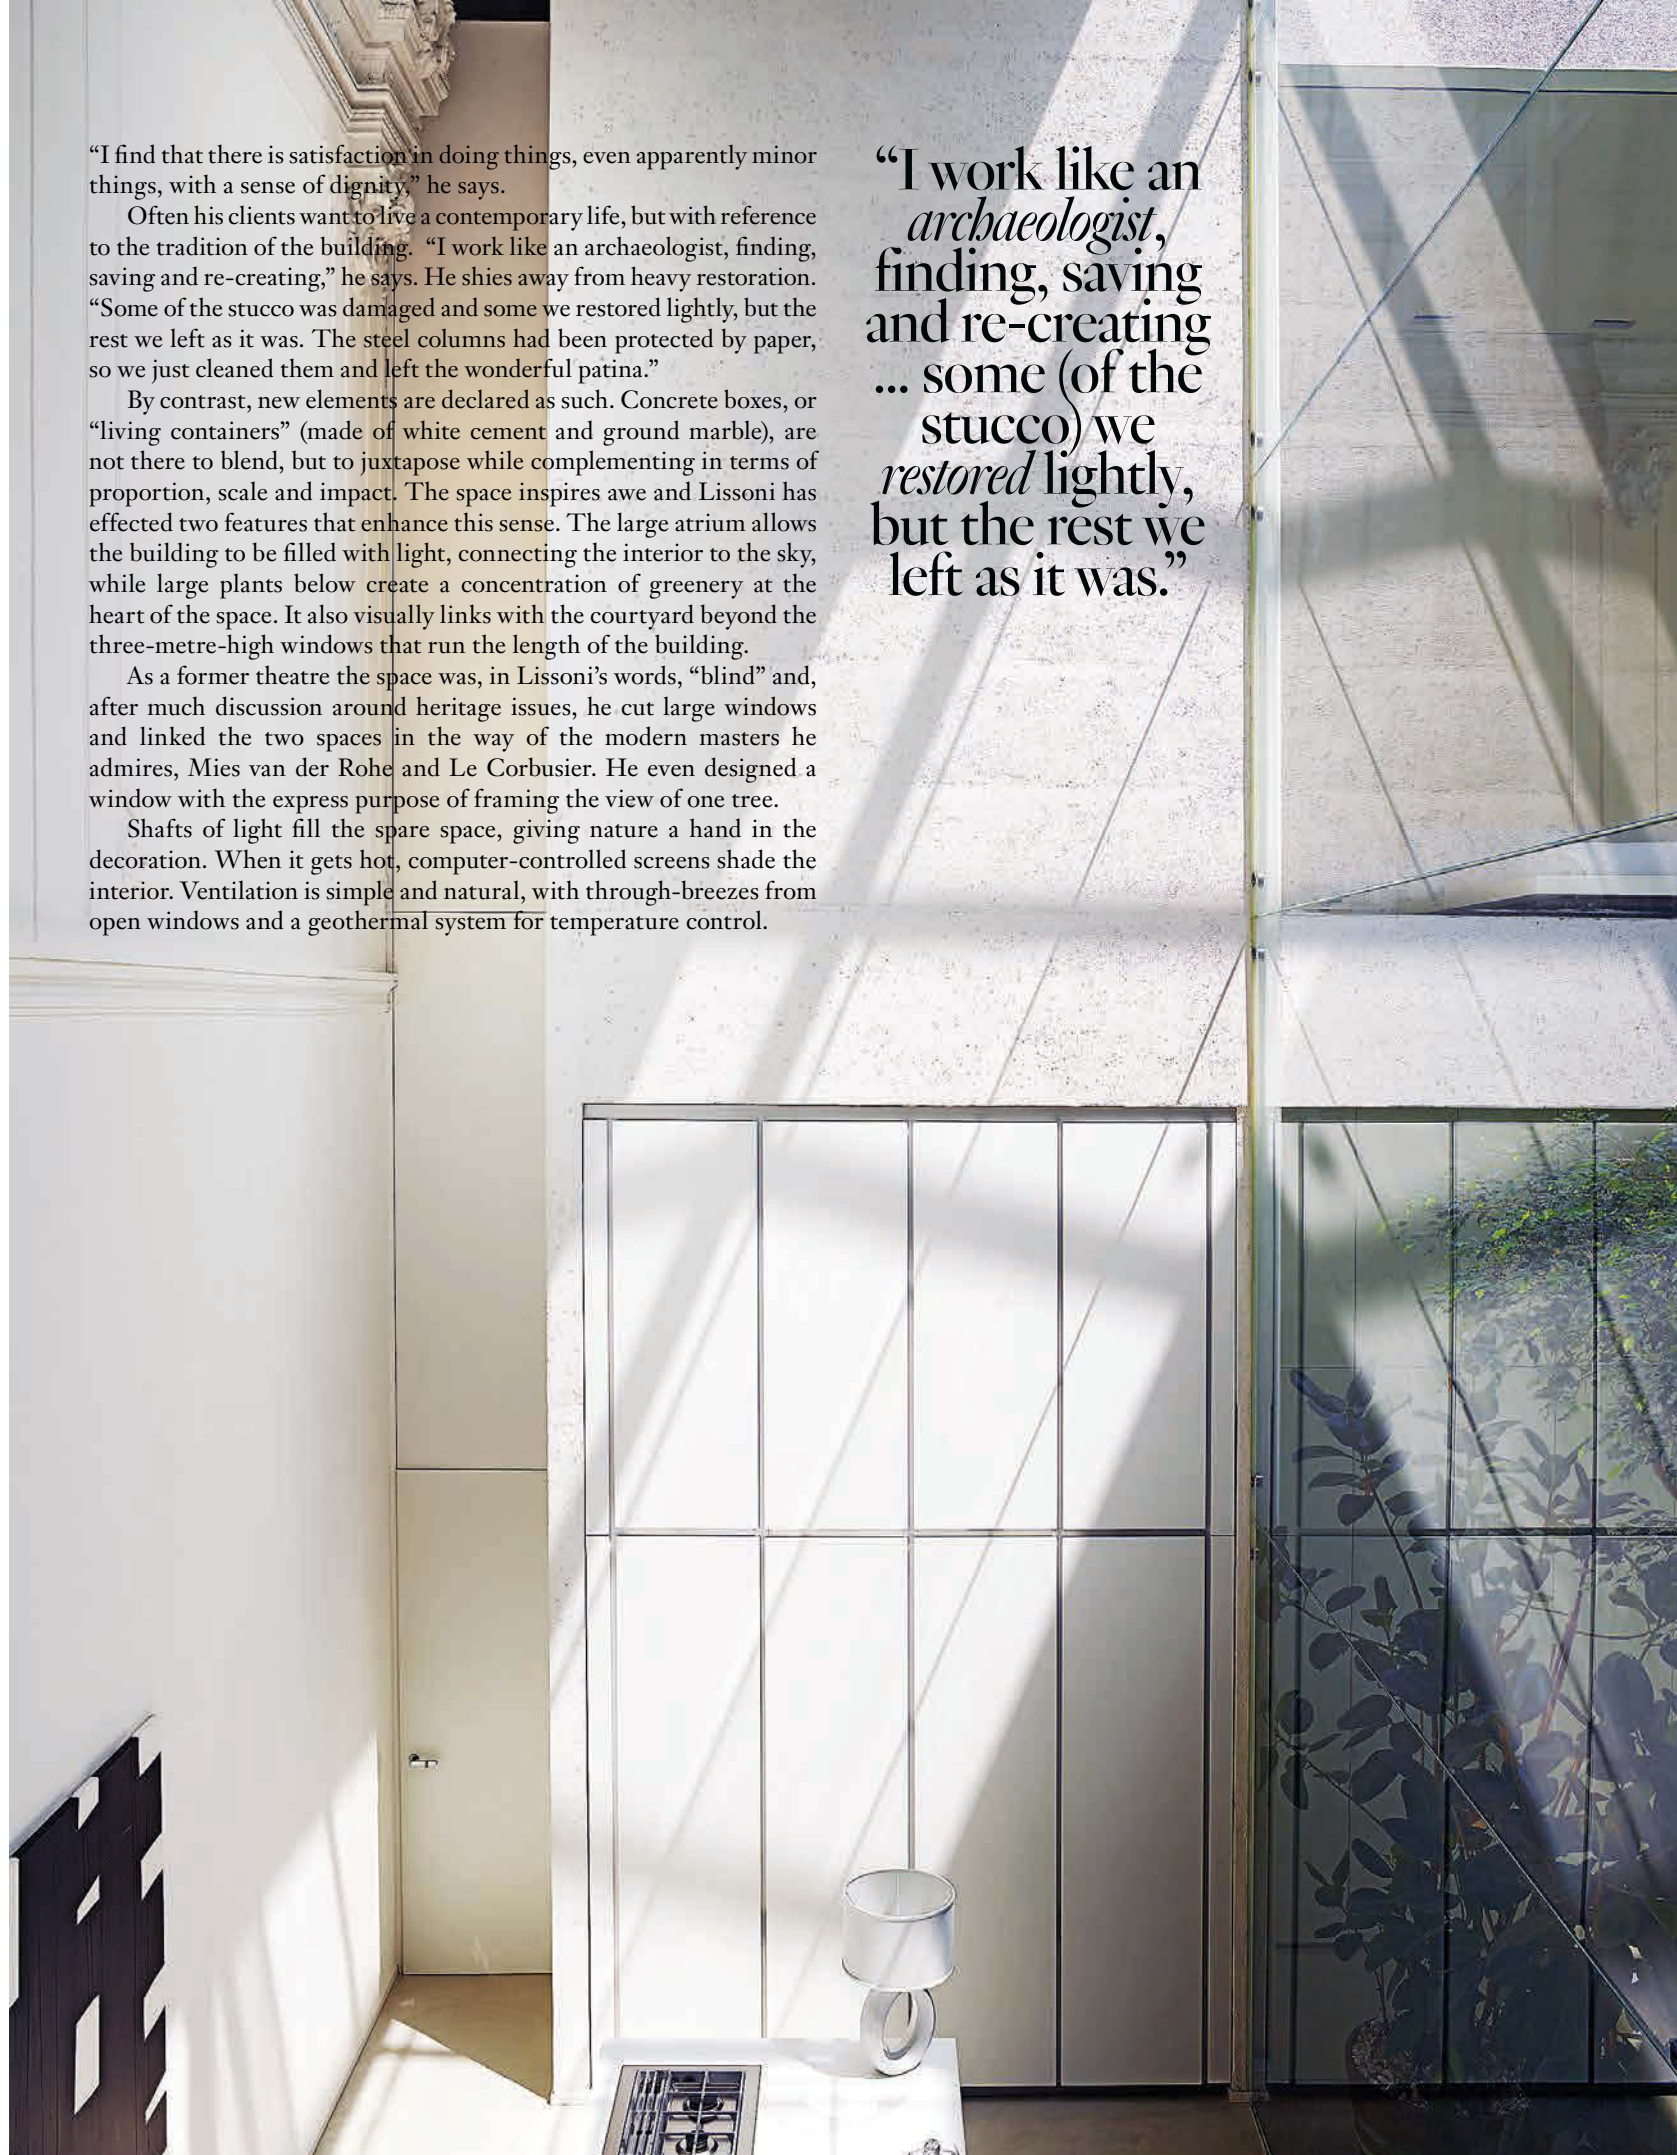 “I find that there is satisfaction in doing things, even apparently minor
things, with a sense of dignity,” he says.
Often his clients want to live a contemporary life, but with reference
to the tradition of the building. “I work like an archaeologist, finding,
saving and re-creating,” he says. He shies away from heavy restoration.
“Some of the stucco was damaged and some we restored lightly, but the
rest we left as it was. The steel columns had been protected by paper,
so we just cleaned them and left the wonderful patina.”
By contrast, new elements are declared as such. Concrete boxes, or
“living containers” (made of white cement and ground marble), are
not there to blend, but to juxtapose while complementing in terms of
proportion, scale and impact. The space inspires awe and Lissoni has
effected two features that enhance this sense. The large atrium allows
the building to be filled with light, connecting the interior to the sky,
while large plants below create a concentration of greenery at the
heart of the space. It also visually links with the courtyard beyond the
three-metre-high windows that run the length of the building.
As a former theatre the space was, in Lissoni’s words, “blind” and,
after much discussion around heritage issues, he cut large windows
and linked the two spaces in the way of the modern masters he
admires, Mies van der Rohe and Le Corbusier. He even designed a
window with the express purpose of framing the view of one tree.
Shafts of light fill the spare space, giving nature a hand in the
decoration. When it gets hot, computer-controlled screens shade the
interior. Ventilation is simple and natural, with through-breezes from
open windows and a geothermal system for temperature control.
“I work like an
archaeologist,
finding, saving
and re-creating
... some (of the
stucco) we
restored lightly,
but the rest we
left as it was.”